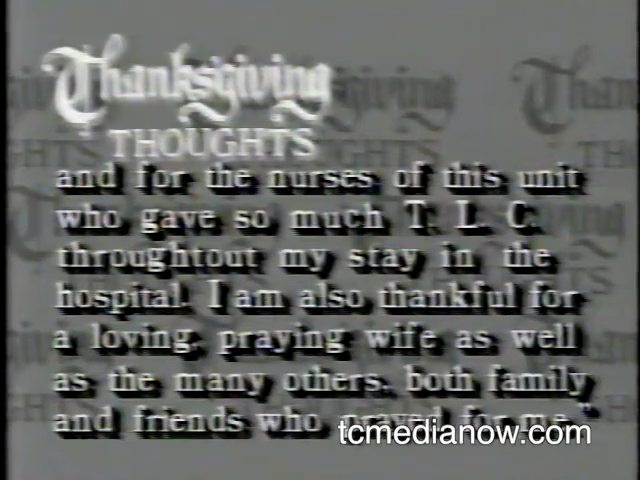 Thanksgiving
THOUGHTS
and for the nurses of this unit
who gave so much T. L. C.
throughtout my stay in the
hospital. I am also thankful for
a loving, praying wife as well
as the many others, both family
and friends who prayed for me."
tcmedianow.com